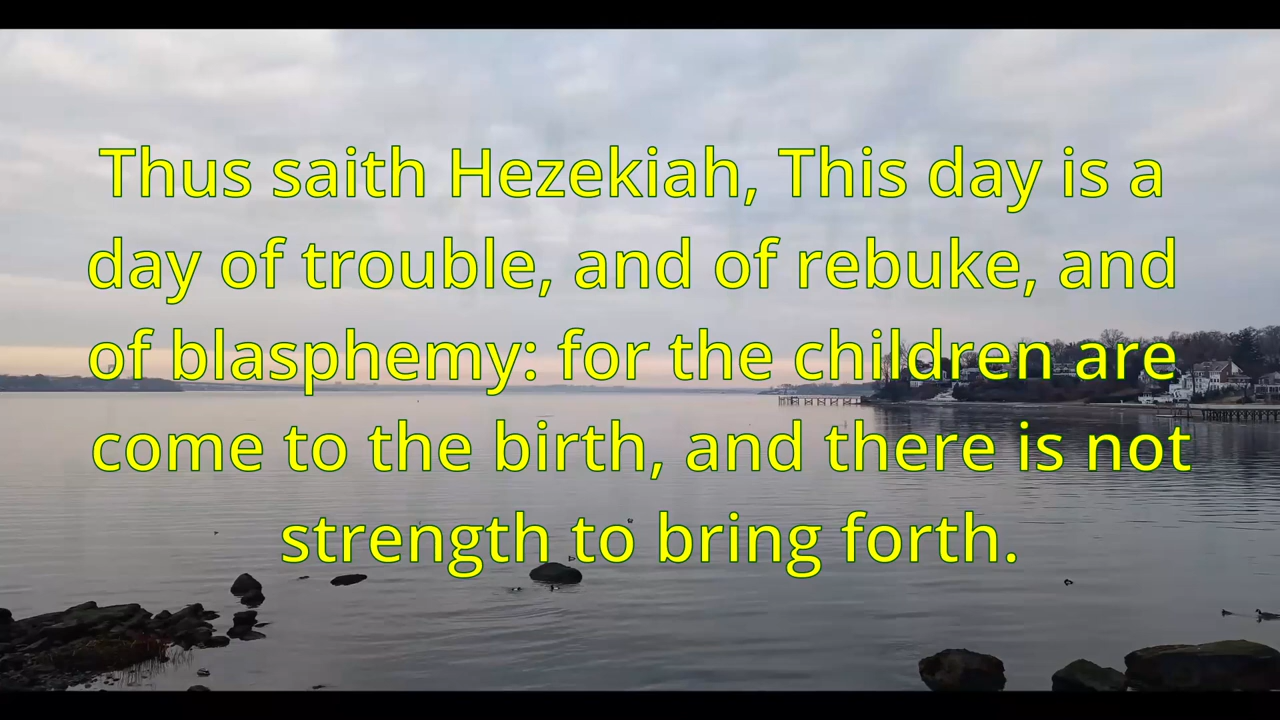 Thus saith Hezekiah, This day is a
day of trouble, and of rebuke, and
of blasphemy: for the children are
come to the birth, and there is not
strength to bring forth.